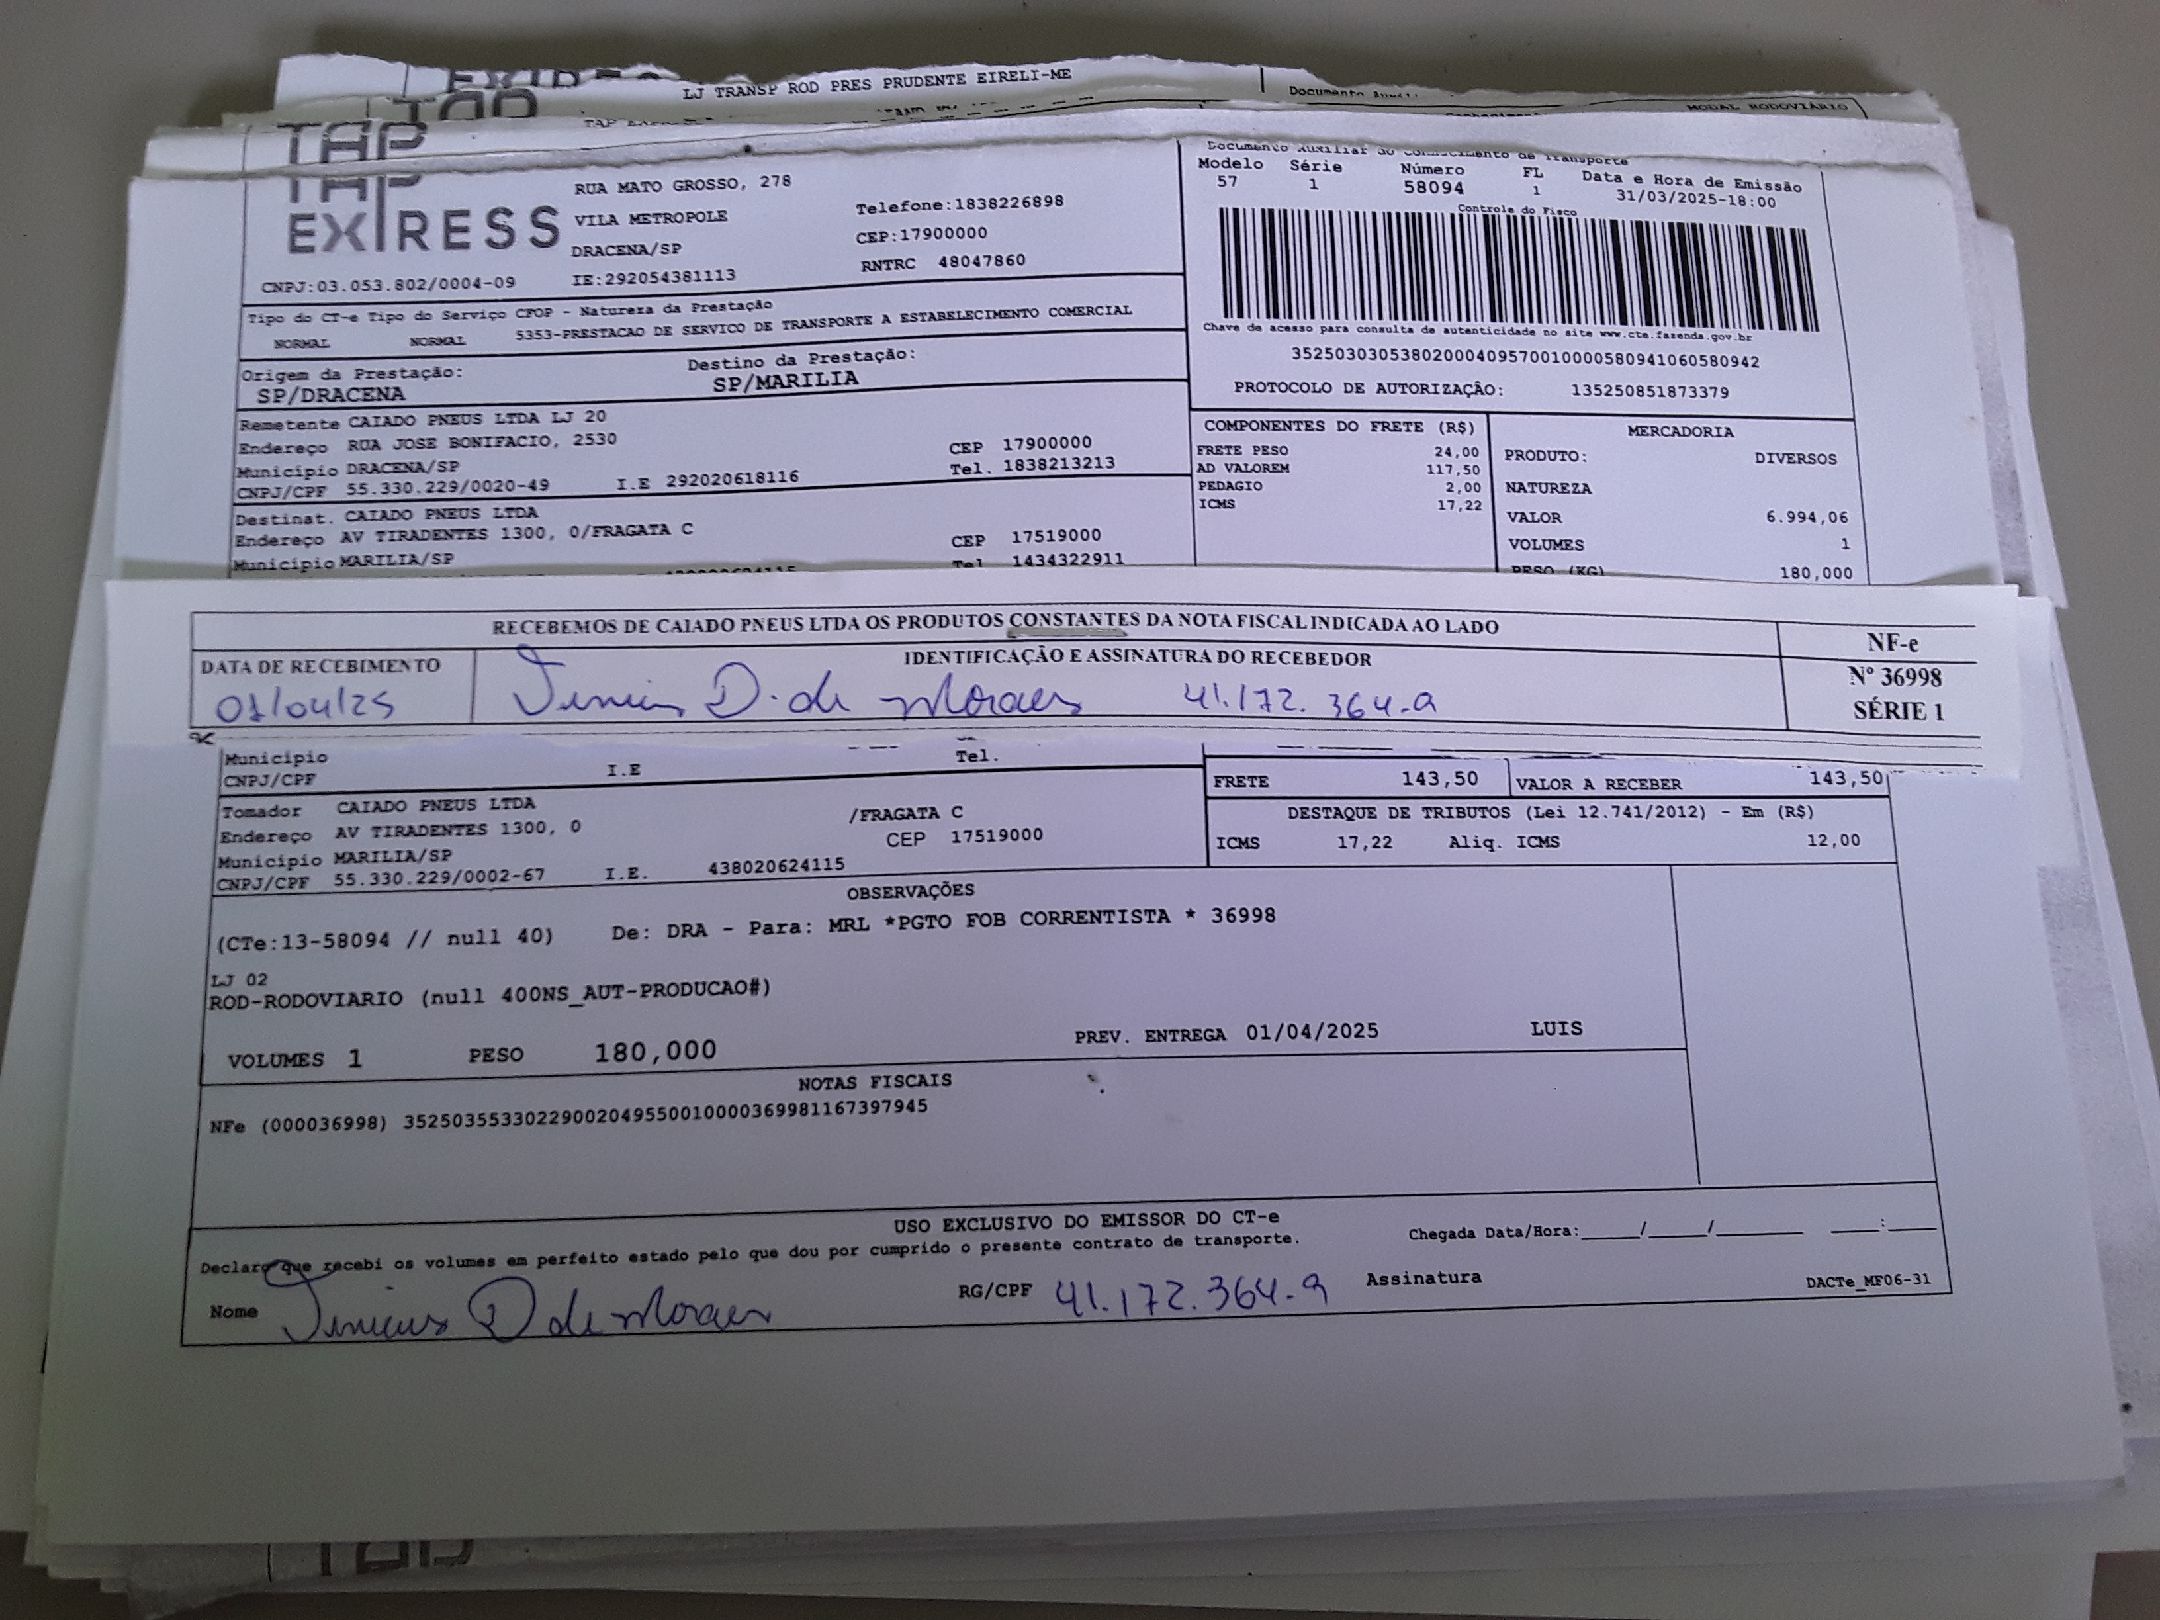 LJ TRANSP ROD PRES PRUDENTE EIRELI-ME
MODAL RODOVIÁRIO
TAP
TAP
EXPRESS
RUA MATO GROSSO, 278
VILA METROPOLE
DRACENA/SP
IE:292054381113
Telefone:1838226898
CEP:17900000
RNTRC 48047860
CNPJ:03.053.802/0004-09
Documento Auxiliar do Conhecimento de Transporte
Modelo Série Número FL Data e Hora de Emissão
57 1 58094 1 31/03/2025-18:00
Controle do Fisco
Chave de acesso para consulta de autenticidade no site www.cte.fazenda.gov.br
35250303053802000409570010000580941060580942
PROTOCOLO DE AUTORIZAÇÃO: 135250851873379
Tipo do CT-e Tipo do Serviço CFOP - Natureza da Prestação
NORMAL NORMAL 5353-PRESTACAO DE SERVICO DE TRANSPORTE A ESTABELECIMENTO COMERCIAL
Origem da Prestação: Destino da Prestação:
SP/DRACENA SP/MARILIA
Remetente CAIADO PNEUS LTDA LJ 20
Endereço RUA JOSE BONIFACIO, 2530 CEP 17900000
Município DRACENA/SP Tel. 1838213213
CNPJ/CPF 55.330.229/0020-49 I.E 292020618116
Destinat. CAIADO PNEUS LTDA
Endereço AV TIRADENTES 1300, 0/FRAGATA C CEP 17519000
Município MARILIA/SP Tel 1434322911
COMPONENTES DO FRETE (R$)
FRETE PESO 24,00
AD VALOREM 117,50
PEDAGIO 2,00
ICMS 17,22
MERCADORIA
PRODUTO: DIVERSOS
NATUREZA
VALOR 6.994,06
VOLUMES 1
PESO (KG) 180,000
RECEBEMOS DE CAIADO PNEUS LTDA OS PRODUTOS CONSTANTES DA NOTA FISCAL INDICADA AO LADO
DATA DE RECEBIMENTO
01/04/25
IDENTIFICAÇÃO E ASSINATURA DO RECEBEDOR
D. de Moraes 41.172.364-9
NF-e
Nº 36998
SÉRIE 1
Município Tel.
CNPJ/CPF I.E
FRETE 143,50 VALOR A RECEBER 143,50
Tomador CAIADO PNEUS LTDA /FRAGATA C
Endereço AV TIRADENTES 1300, 0 CEP 17519000
Município MARILIA/SP
CNPJ/CPF 55.330.229/0002-67 I.E. 438020624115
DESTAQUE DE TRIBUTOS (Lei 12.741/2012) - Em (R$)
ICMS 17,22 Aliq. ICMS 12,00
OBSERVAÇÕES
(CTe:13-58094 // null 40) De: DRA - Para: MRL *PGTO FOB CORRENTISTA * 36998
LJ 02
ROD-RODOVIARIO (null 400NS_AUT-PRODUCAO#)
VOLUMES 1 PESO 180,000 PREV. ENTREGA 01/04/2025 LUIS
NOTAS FISCAIS
NFe (000036998) 35250355330229002049550010000369981167397945
USO EXCLUSIVO DO EMISSOR DO CT-e
Declaro que recebi os volumes em perfeito estado pelo que dou por cumprido o presente contrato de transporte.
Chegada Data/Hora:_____/_____/_______ ____:____
Nome D de Moraes RG/CPF 41.172.364-9 Assinatura
DACTe_MF06-31